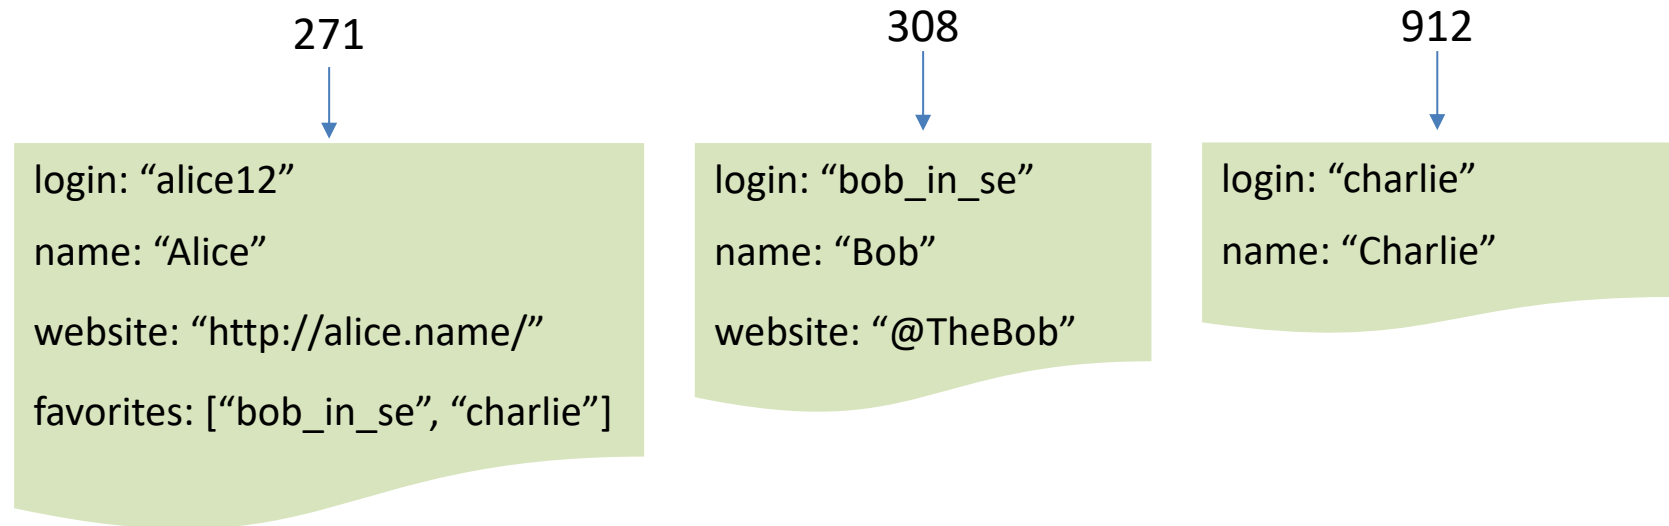 271
login: “alice12”
name: “Alice”
website: “http://alice.name/”
favorites: [“bob_in_se”, “charlie”]
308
login: “bob_in_se”
name: “Bob”
website: “@TheBob”
912
login: “charlie”
name: “Charlie”